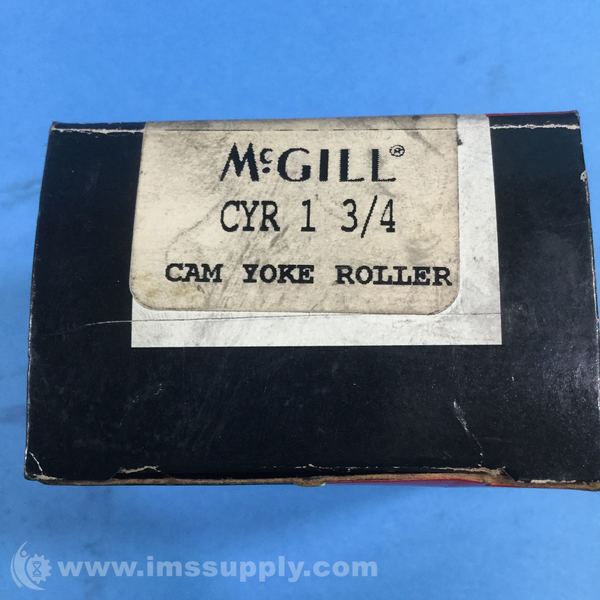 McGILL®
CYR 1 3/4
CAM YOKE ROLLER
www.imssupply.com